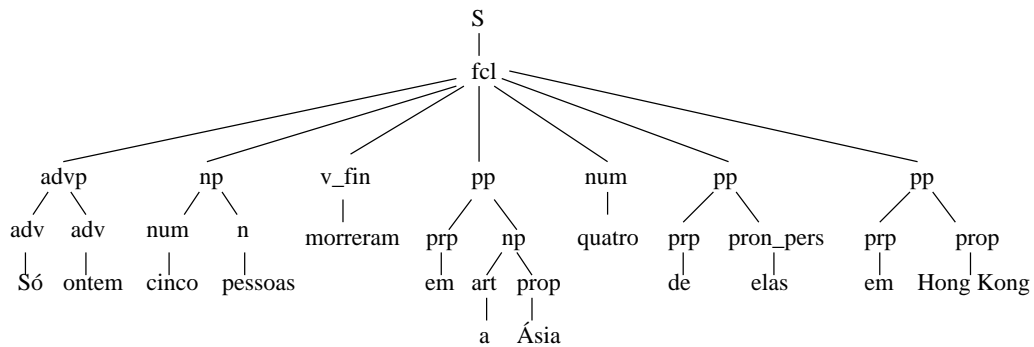 S
fcl
advp np v_fin pp num pp pp
adv adv num n morreram prp np quatro prp pron_pers prp prop
Só ontem cinco pessoas em art prop de elas em Hong Kong
a Ásia